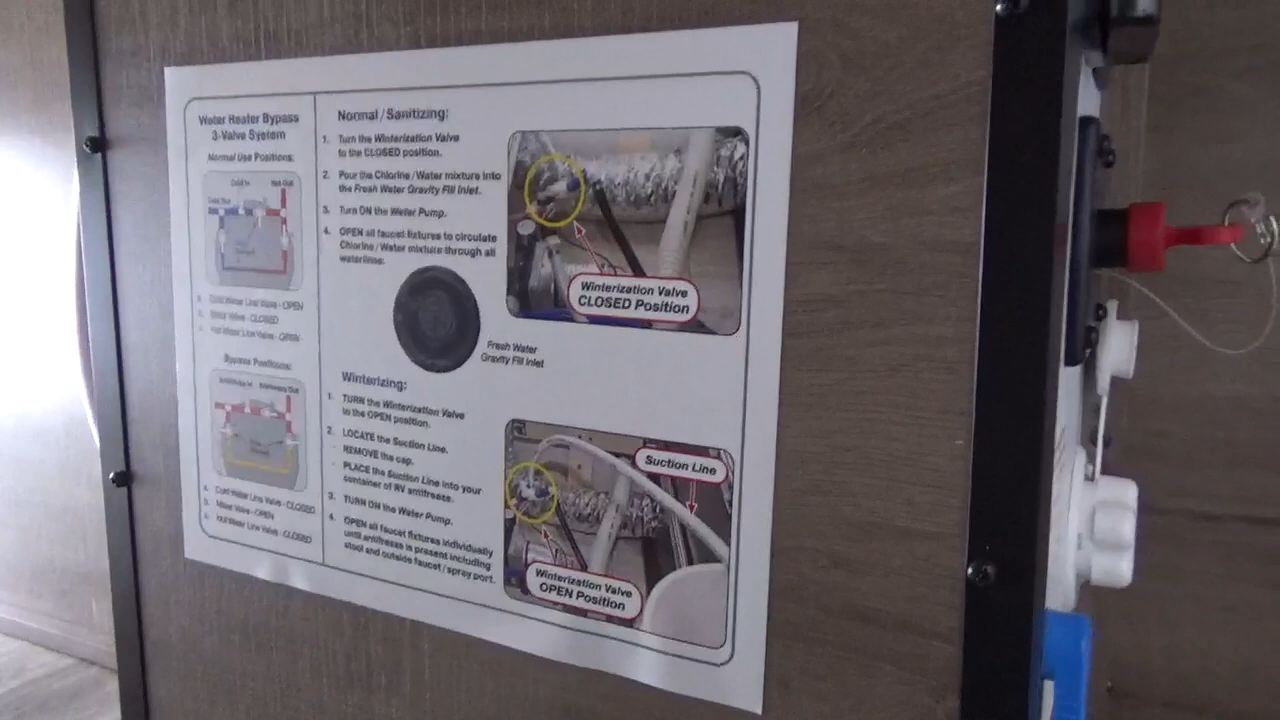 Water Heater Bypass
3-Valve System
Normal Use Positions:
Cold In
Hot Out
Cold Water Line Valve - OPEN
Valve - CLOSED
Hot Water Line Valve - OPEN
Bypass Positions:
a. Cold Water Line Valve - CLOSED
b. Valve - OPEN
c. Hot Water Line Valve - CLOSED
Normal / Sanitizing:
1. Turn the Winterization Valve
to the CLOSED position.
2. Pour the Chlorine / Water mixture into
the Fresh Water Gravity Fill Inlet.
3. Turn ON the Water Pump.
4. OPEN all faucet fixtures to circulate
Chlorine / Water mixture through all
waterlines.
Fresh Water
Gravity Fill Inlet
Winterization Valve
CLOSED Position
Winterizing:
1. TURN the Winterization Valve
to the OPEN position.
2. LOCATE the Suction Line.
- REMOVE the cap.
- PLACE the Suction Line into your
container of RV antifreeze.
3. TURN ON the Water Pump.
4. OPEN all faucet fixtures individually
until antifreeze is present including
stool and outside faucet / spray port.
Suction Line
Winterization Valve
OPEN Position